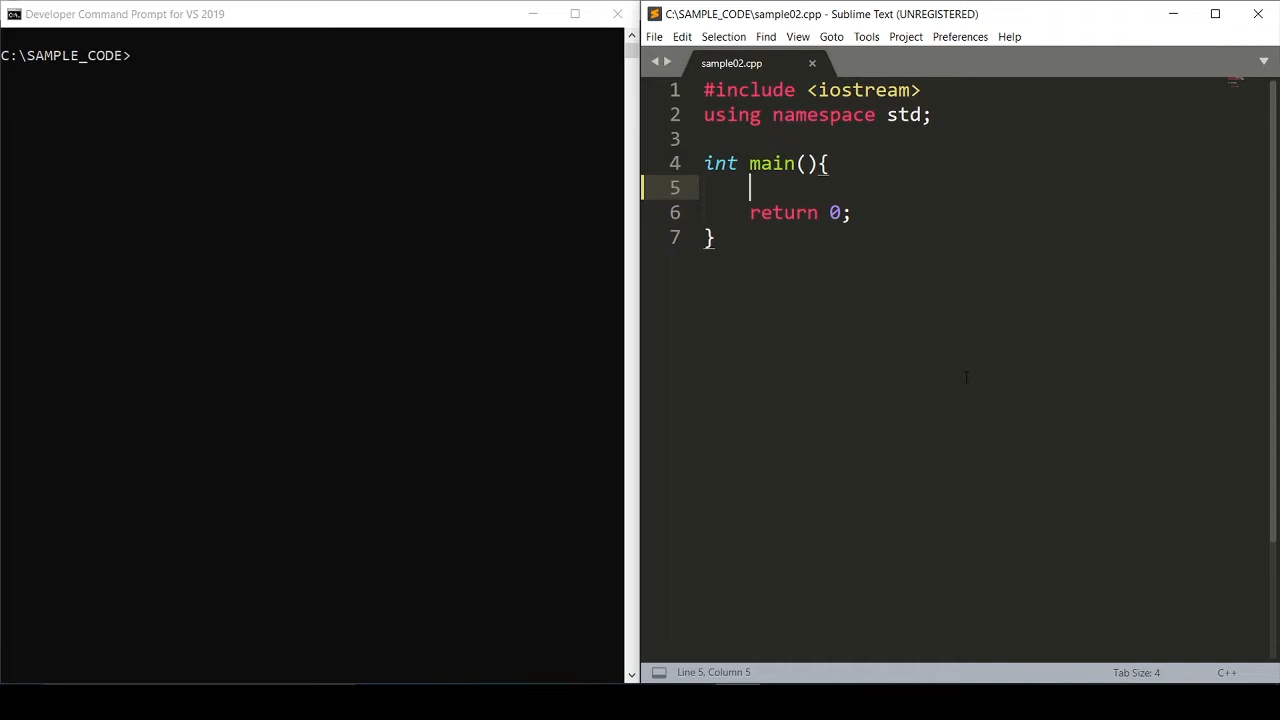 Developer Command Prompt for VS 2019
C:\SAMPLE_CODE>
C:\SAMPLE_CODE\sample02.cpp - Sublime Text (UNREGISTERED)
File Edit Selection Find View Goto Tools Project Preferences Help
sample02.cpp
1 #include <iostream>
2 using namespace std;
3
4 int main(){
5
6 return 0;
7 }
Line 5, Column 5 Tab Size: 4 C++